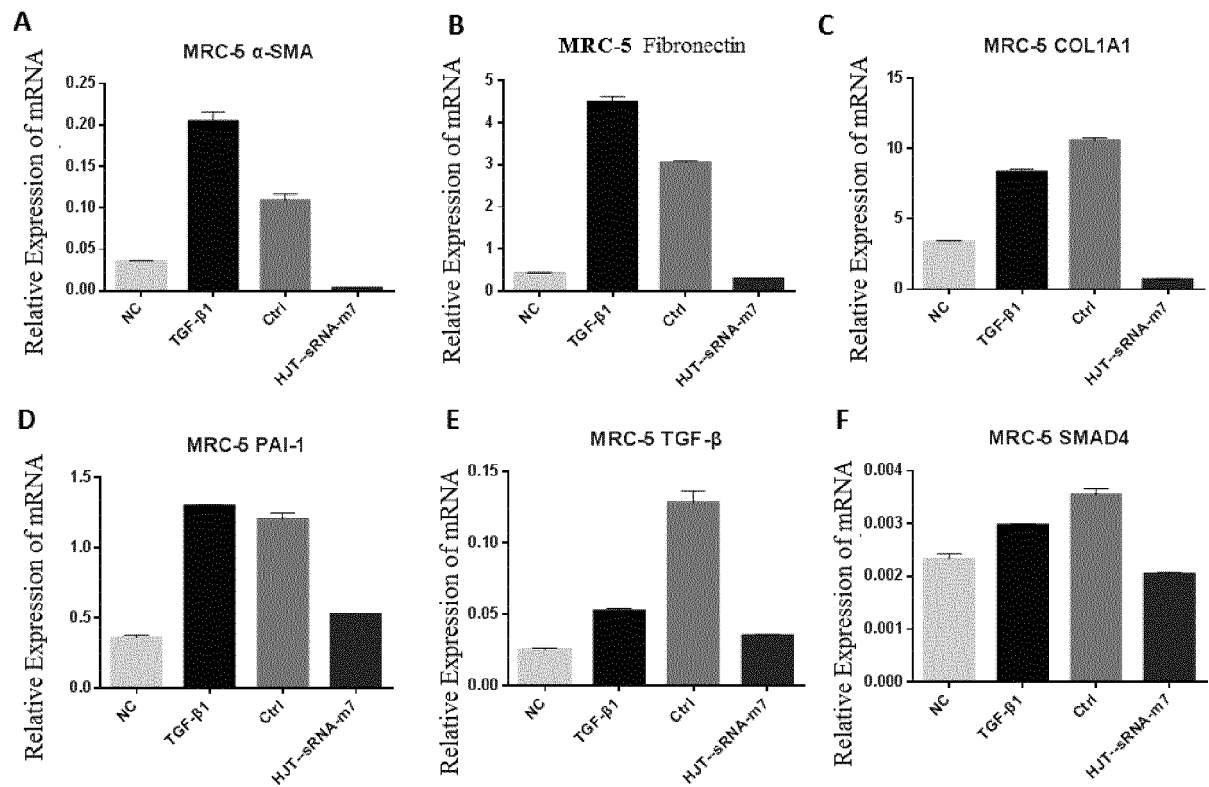 A
MRC-5 α-SMA
Relative Expression of mRNA
0.25
0.20
0.15
0.10
0.05
0.00
NC
TGF-β1
Ctrl
HJT--sRNA-m7
B
MRC-5 Fibronectin
Relative Expression of mRNA
5
4
3
2
1
0
NC
TGF-β1
Ctrl
HJT--sRNA-m7
C
MRC-5 COL1A1
Relative Expression of mRNA
15
10
5
0
NC
TGF-β1
Ctrl
HJT--sRNA-m7
D
MRC-5 PAI-1
Relative Expression of mRNA
1.5
1.0
0.5
0.0
NC
TGF-β1
Ctrl
HJT--sRNA-m7
E
MRC-5 TGF-β
Relative Expression of mRNA
0.15
0.10
0.05
0.00
NC
TGF-β1
Ctrl
HJT--sRNA-m7
F
MRC-5 SMAD4
Relative Expression of mRNA
0.004
0.003
0.002
0.001
0.000
NC
TGF-β1
Ctrl
HJT--sRNA-m7